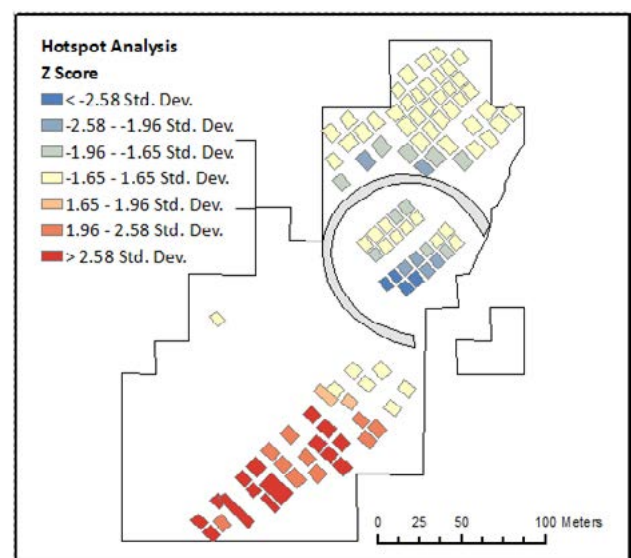 Hotspot Analysis
Z Score
< -2.58 Std. Dev.
-2.58 - -1.96 Std. Dev.
-1.96 - -1.65 Std. Dev.
-1.65 - 1.65 Std. Dev.
1.65 - 1.96 Std. Dev.
1.96 - 2.58 Std. Dev.
> 2.58 Std. Dev.
0 25 50 100 Meters